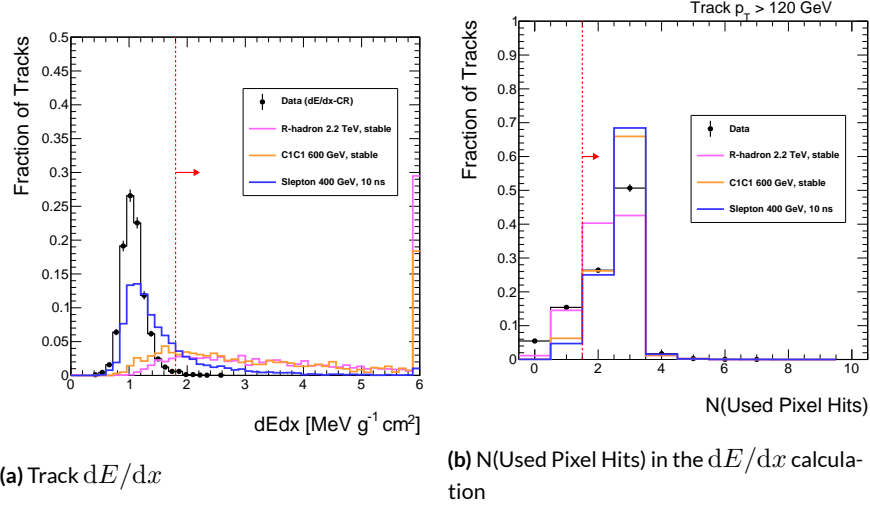 Fraction of Tracks
0.5
0.45
0.4
0.35
0.3
0.25
0.2
0.15
0.1
0.05
0
0 1 2 3 4 5 6
dEdx [MeV g⁻¹ cm²]
Data (dE/dx-CR)
R-hadron 2.2 TeV, stable
C1C1 600 GeV, stable
Slepton 400 GeV, 10 ns
(a) Track dE/dx
Track p_T > 120 GeV
Fraction of Tracks
1
0.9
0.8
0.7
0.6
0.5
0.4
0.3
0.2
0.1
0
0 2 4 6 8 10
N(Used Pixel Hits)
Data
R-hadron 2.2 TeV, stable
C1C1 600 GeV, stable
Slepton 400 GeV, 10 ns
(b) N(Used Pixel Hits) in the dE/dx calcula-
tion